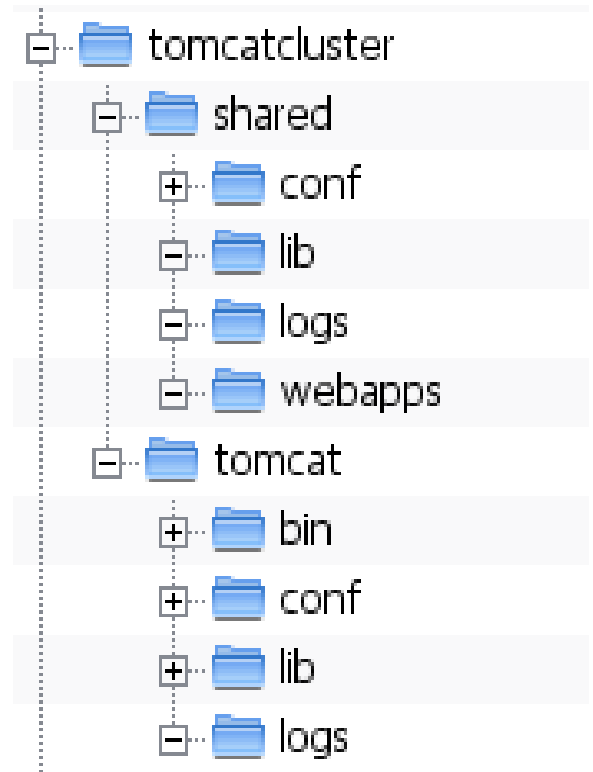 tomcatcluster
shared
conf
lib
logs
webapps
tomcat
bin
conf
lib
logs